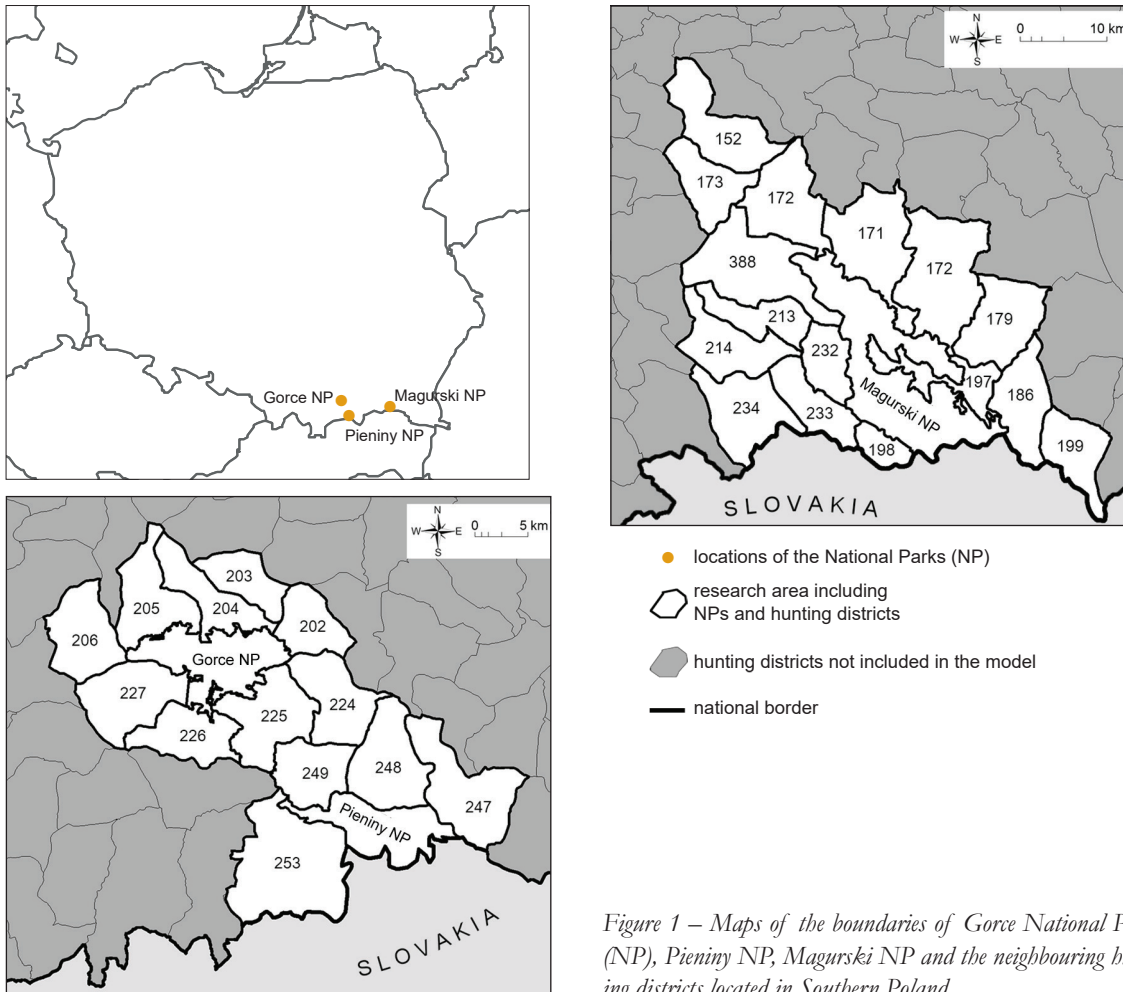 Gorce NP
Magurski NP
Pieniny NP
N
W E
S
0 10 km
152
173
172
171
388
172
213
179
214
232
197
186
Magurski NP
234
233
198
199
SLOVAKIA
N
W E
S
0 5 km
203
205
204
206
202
Gorce NP
227
225
224
226
249
248
247
Pieniny NP
253
SLOVAKIA
locations of the National Parks (NP)
research area including
NPs and hunting districts
hunting districts not included in the model
national border
Figure 1 – Maps of the boundaries of Gorce National P
(NP), Pieniny NP, Magurski NP and the neighbouring h
ing districts located in Southern Poland